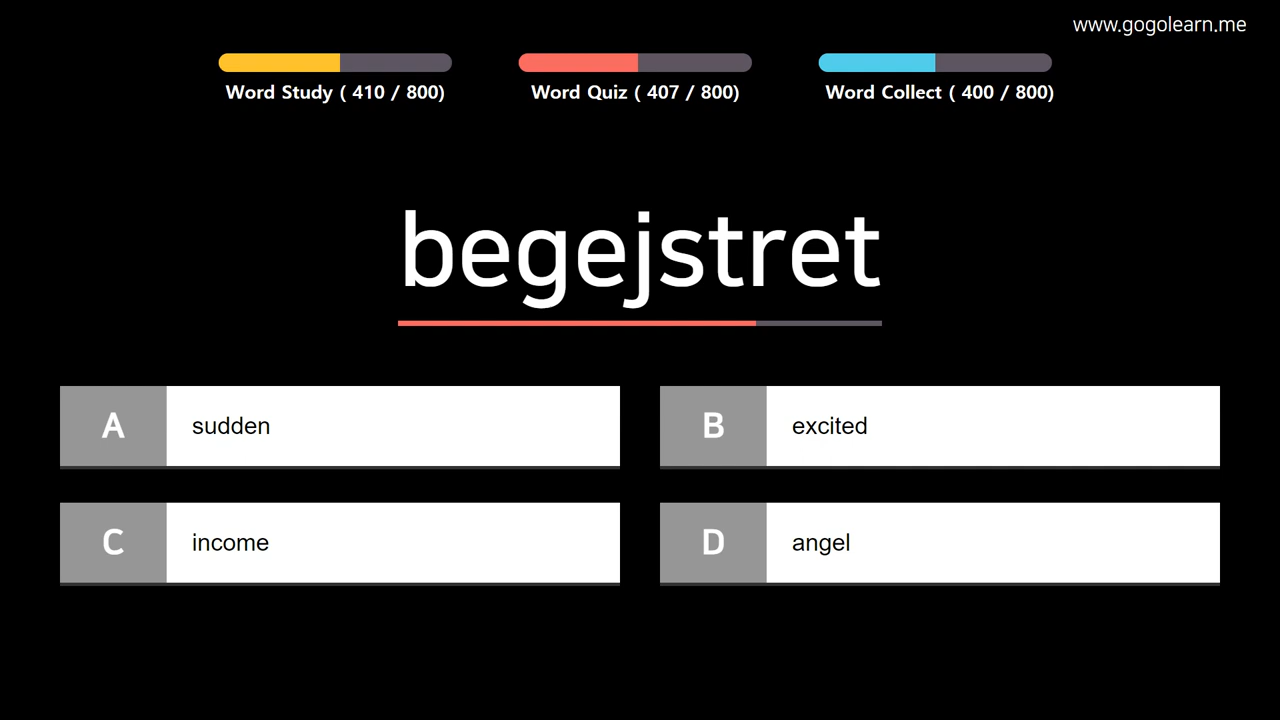 www.gogolearn.me
Word Study ( 410 / 800)
Word Quiz ( 407 / 800)
Word Collect ( 400 / 800)
begejstret
A sudden
B excited
C income
D angel